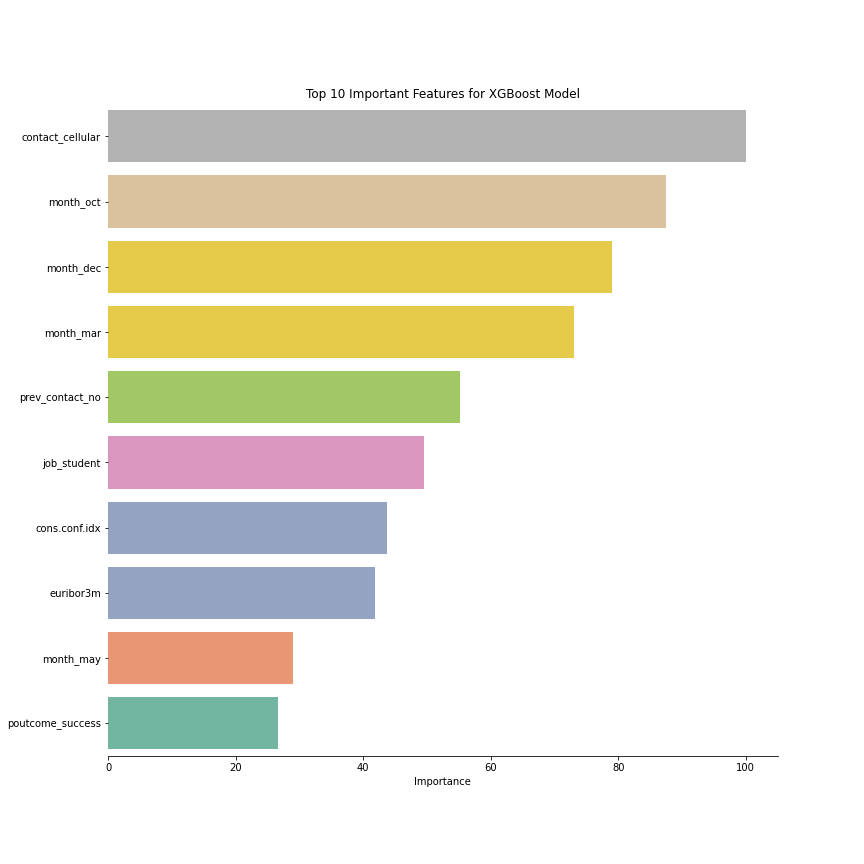 Top 10 Important Features for XGBoost Model
contact_cellular
month_oct
month_dec
month_mar
prev_contact_no
job_student
cons.conf.idx
euribor3m
month_may
poutcome_success
0 20 40 60 80 100
Importance